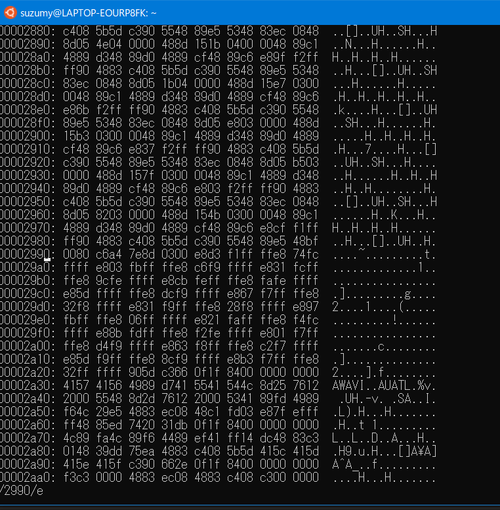 suzumy@LAPTOP-EOURP8FK: ~
00002880: c408 5b5d c390 5548 89e5 5348 83ec 0848 ..[]..UH..SH...H
00002890: 8d05 4e04 0000 488d 151b 0400 0048 89c1 ..N...H......H..
000028a0: 4889 d348 89d0 4889 cf48 89c6 e89f f2ff H..H..H..H......
000028b0: ff90 4883 c408 5b5d c390 5548 89e5 5348 ..H...[]..UH..SH
000028c0: 83ec 0848 8d05 1b04 0000 488d 15e7 0300 ...H......H.....
000028d0: 0048 89c1 4889 d348 89d0 4889 cf48 89c6 .H..H..H..H..H..
000028e0: e86b f2ff ff90 4883 c408 5b5d c390 5548 .k....H...[]..UH
000028f0: 89e5 5348 83ec 0848 8d05 e803 0000 488d ..SH...H......H.
00002900: 15b3 0300 0048 89c1 4889 d348 89d0 4889 .....H..H..H..H.
00002910: cf48 89c6 e837 f2ff ff90 4883 c408 5b5d .H...7....H...[]
00002920: c390 5548 89e5 5348 83ec 0848 8d05 b503 ..UH..SH...H....
00002930: 0000 488d 157f 0300 0048 89c1 4889 d348 ..H......H..H..H
00002940: 89d0 4889 cf48 89c6 e803 f2ff ff90 4883 ..H..H........H.
00002950: c408 5b5d c390 5548 89e5 5348 83ec 0848 ..[]..UH..SH...H
00002960: 8d05 8203 0000 488d 154b 0300 0048 89c1 ......H..K...H..
00002970: 4889 d348 89d0 4889 cf48 89c6 e8cf f1ff H..H..H..H......
00002980: ff90 4883 c408 5b5d c390 5548 89e5 48bf ..H...[]..UH..H.
00002990: 0080 c6a4 7e8d 0300 e8d3 f1ff ffe8 74fc ....~.........t.
000029a0: ffff e803 fbff ffe8 c6f9 ffff e831 fcff .............1..
000029b0: ffe8 9cfe ffff e8cb feff ffe8 fafe ffff ................
000029c0: e85d ffff ffe8 dcf9 ffff e867 f7ff ffe8 .].........g....
000029d0: 32f8 ffff e831 f9ff ffe8 28f8 ffff e897 2....1....(.....
000029e0: fbff ffe8 06ff ffff e821 faff ffe8 f4fc .........!......
000029f0: ffff e88b fdff ffe8 f2fe ffff e801 f7ff ................
00002a00: ffe8 d4f9 ffff e863 f8ff ffe8 c2f7 ffff .......c........
00002a10: e85d f9ff ffe8 8cf9 ffff e8b3 f7ff ffe8 .]..............
00002a20: 32ff ffff 905d c366 0f1f 8400 0000 0000 2....].f........
00002a30: 4157 4156 4989 d741 5541 544c 8d25 7612 AWAVI..AUATL.%v.
00002a40: 2000 5548 8d2d 7612 2000 5341 89fd 4989 .UH.-v. .SA..I.
00002a50: f64c 29e5 4883 ec08 48c1 fd03 e87f efff .L).H...H.......
00002a60: ff48 85ed 7420 31db 0f1f 8400 0000 0000 .H..t 1.........
00002a70: 4c89 fa4c 89f6 4489 ef41 ff14 dc48 83c3 L..L..D..A...H..
00002a80: 0148 39dd 75ea 4883 c408 5b5d 415c 415d .H9.u.H...[]A¥A]
00002a90: 415e 415f c390 662e 0f1f 8400 0000 0000 A^A_..f.........
00002aa0: f3c3 0000 4883 ec08 4883 c408 c300 0000 ....H...H.......
/2990/e